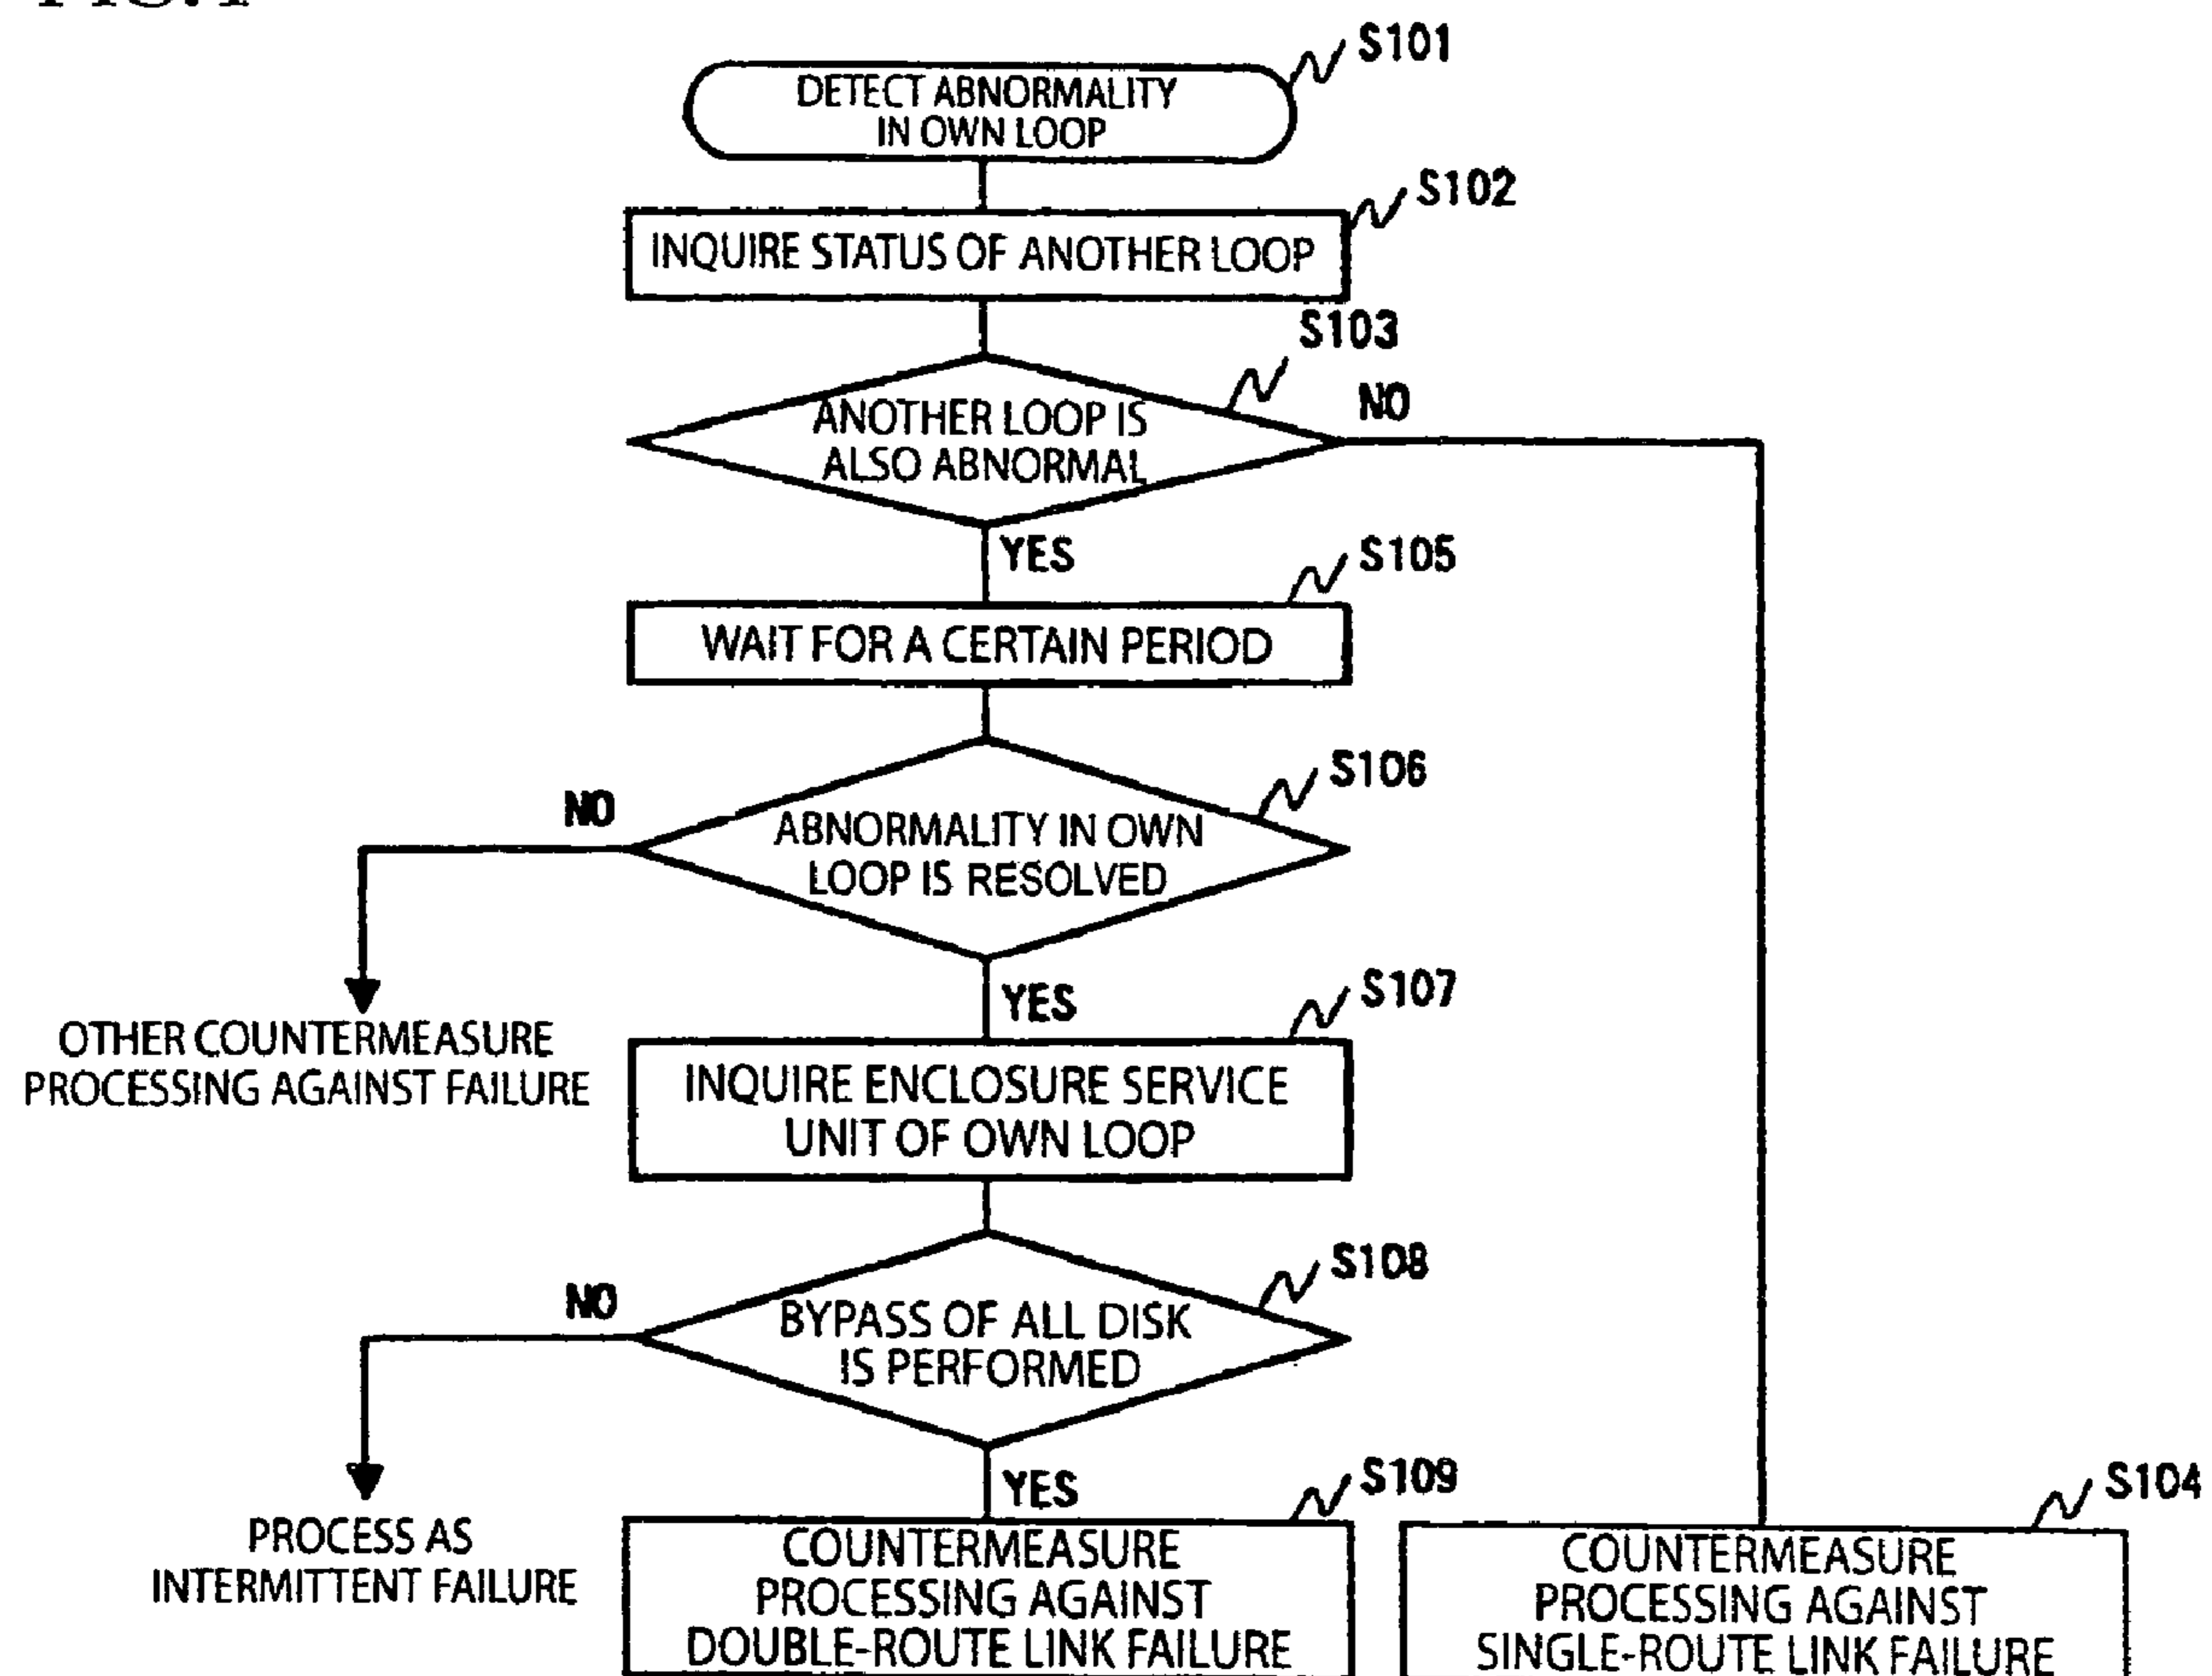 S101
DETECT ABNORMALITY
IN OWN LOOP
S102
INQUIRE STATUS OF ANOTHER LOOP
S103
NO
ANOTHER LOOP IS
ALSO ABNORMAL
YES
S105
WAIT FOR A CERTAIN PERIOD
S106
NO
ABNORMALITY IN OWN
LOOP IS RESOLVED
YES
S107
OTHER COUNTERMEASURE
PROCESSING AGAINST FAILURE
INQUIRE ENCLOSURE SERVICE
UNIT OF OWN LOOP
S108
NO
BYPASS OF ALL DISK
IS PERFORMED
YES
S109
S104
PROCESS AS
INTERMITTENT FAILURE
COUNTERMEASURE
PROCESSING AGAINST
DOUBLE-ROUTE LINK FAILURE
COUNTERMEASURE
PROCESSING AGAINST
SINGLE-ROUTE LINK FAILURE